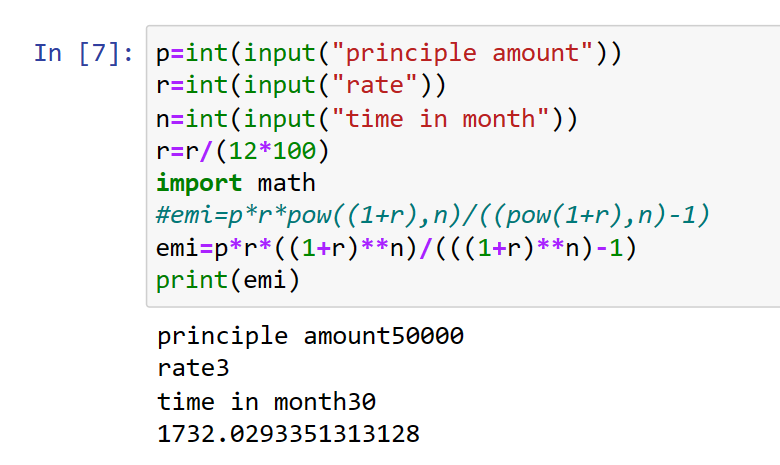 In [7]: p=int(input("principle amount"))
r=int(input("rate"))
n=int(input("time in month"))
r=r/(12*100)
import math
#emi=p*r*pow((1+r),n)/((pow(1+r),n)-1)
emi=p*r*((1+r)**n)/(((1+r)**n)-1)
print(emi)
principle amount50000
rate3
time in month30
1732.0293351313128